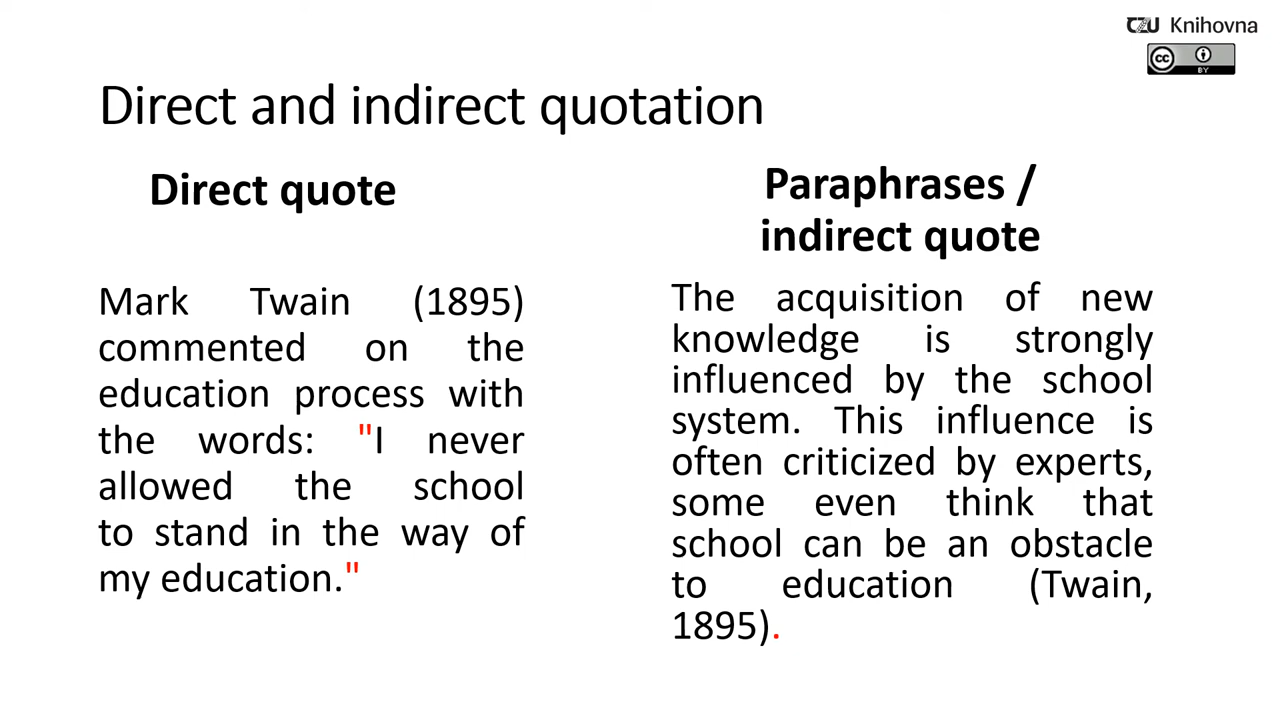 ČZU Knihovna
cc
BY
Direct and indirect quotation
Direct quote
Mark Twain (1895)
commented on the
education process with
the words: "I never
allowed the school
to stand in the way of
my education."
Paraphrases /
indirect quote
The acquisition of new
knowledge is strongly
influenced by the school
system. This influence is
often criticized by experts,
some even think that
school can be an obstacle
to education (Twain,
1895).